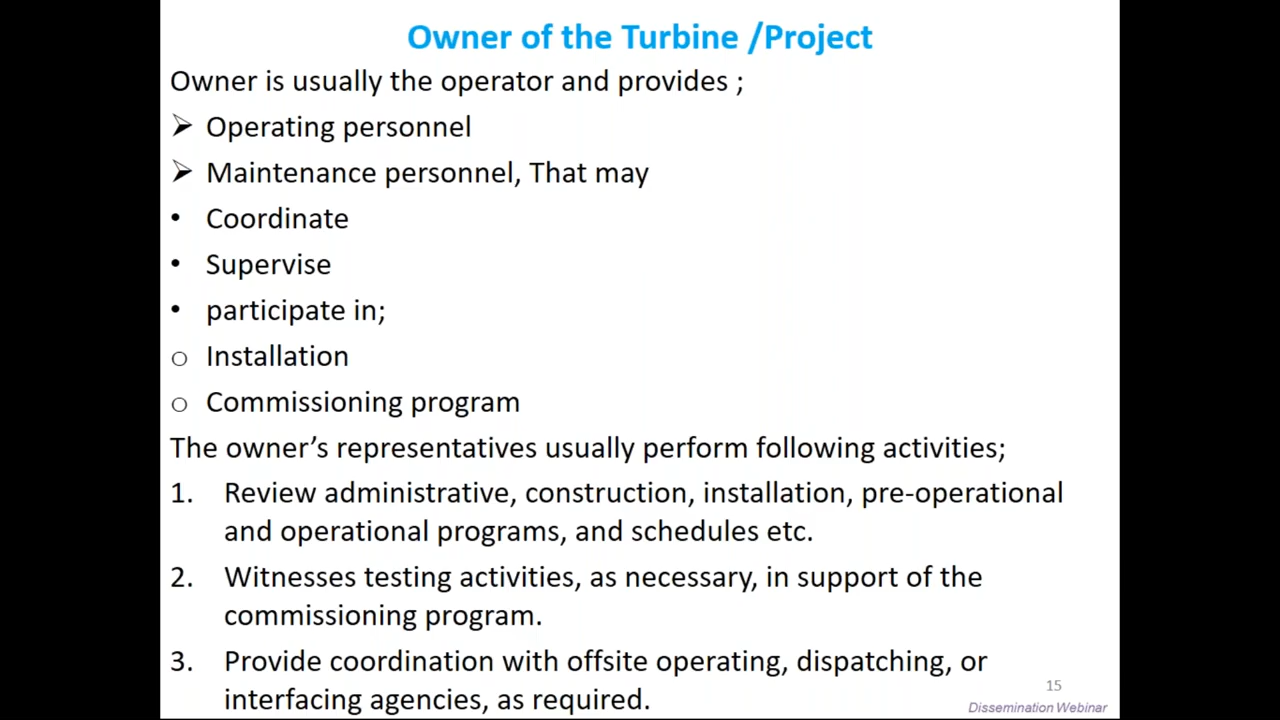 Owner of the Turbine /Project
Owner is usually the operator and provides ;
➢ Operating personnel
➢ Maintenance personnel, That may
• Coordinate
• Supervise
• participate in;
o Installation
o Commissioning program
The owner’s representatives usually perform following activities;
1. Review administrative, construction, installation, pre-operational
and operational programs, and schedules etc.
2. Witnesses testing activities, as necessary, in support of the
commissioning program.
3. Provide coordination with offsite operating, dispatching, or
interfacing agencies, as required.
15
Dissemination Webinar